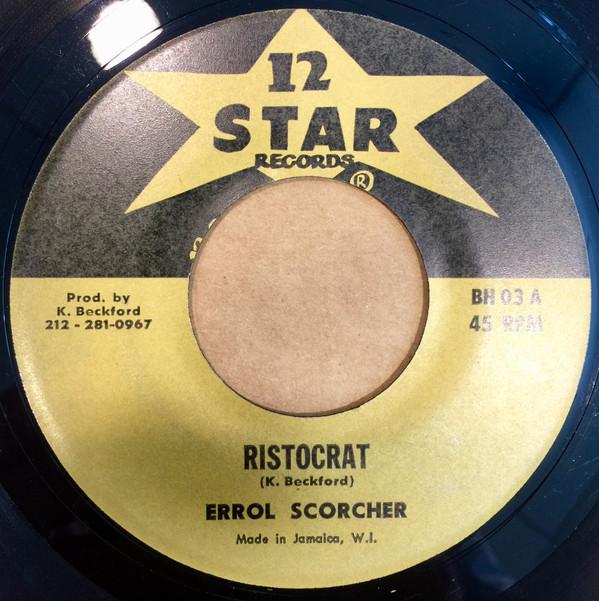 12
STAR
RECORDS
®
Prod. by
K. Beckford
212 - 281-0967
BH 03 A
45 RPM
RISTOCRAT
(K. Beckford)
ERROL SCORCHER
Made in Jamaica, W.I.